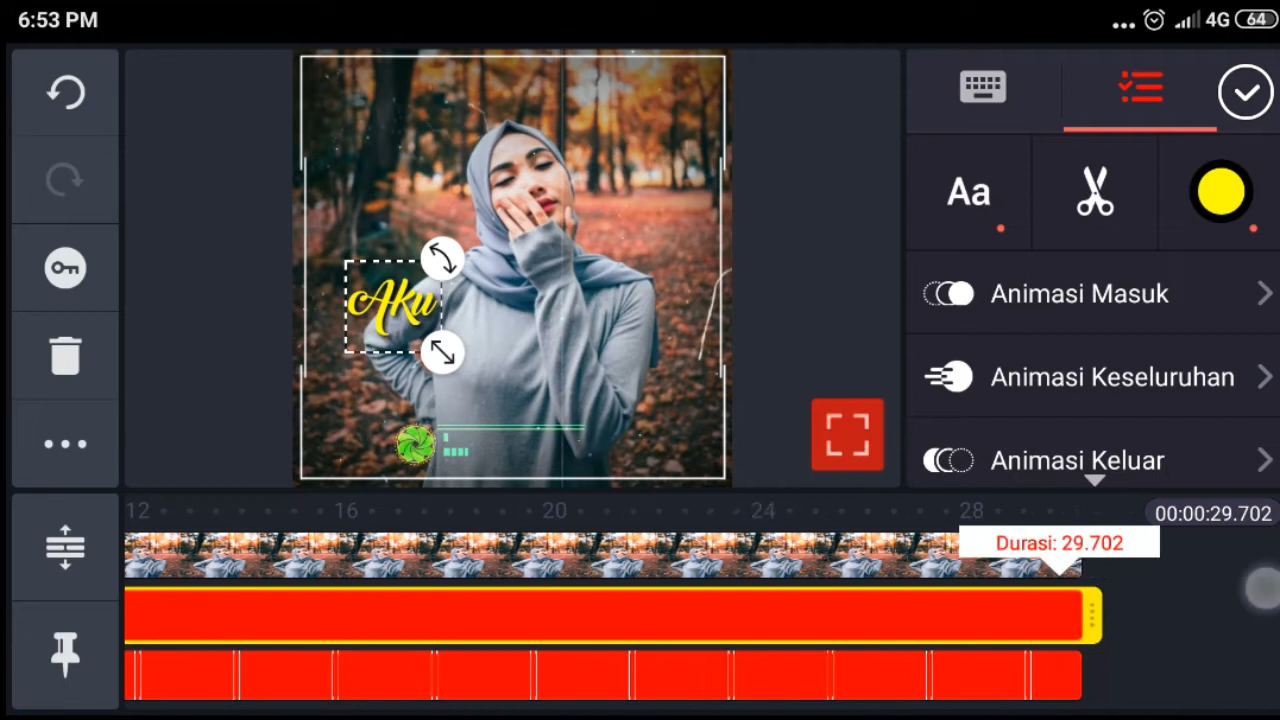 6:53 PM
4G 64
Aa
Animasi Masuk
Animasi Keseluruhan
Animasi Keluar
Aku
12 16 20 24 28
00:00:29.702
Durasi: 29.702